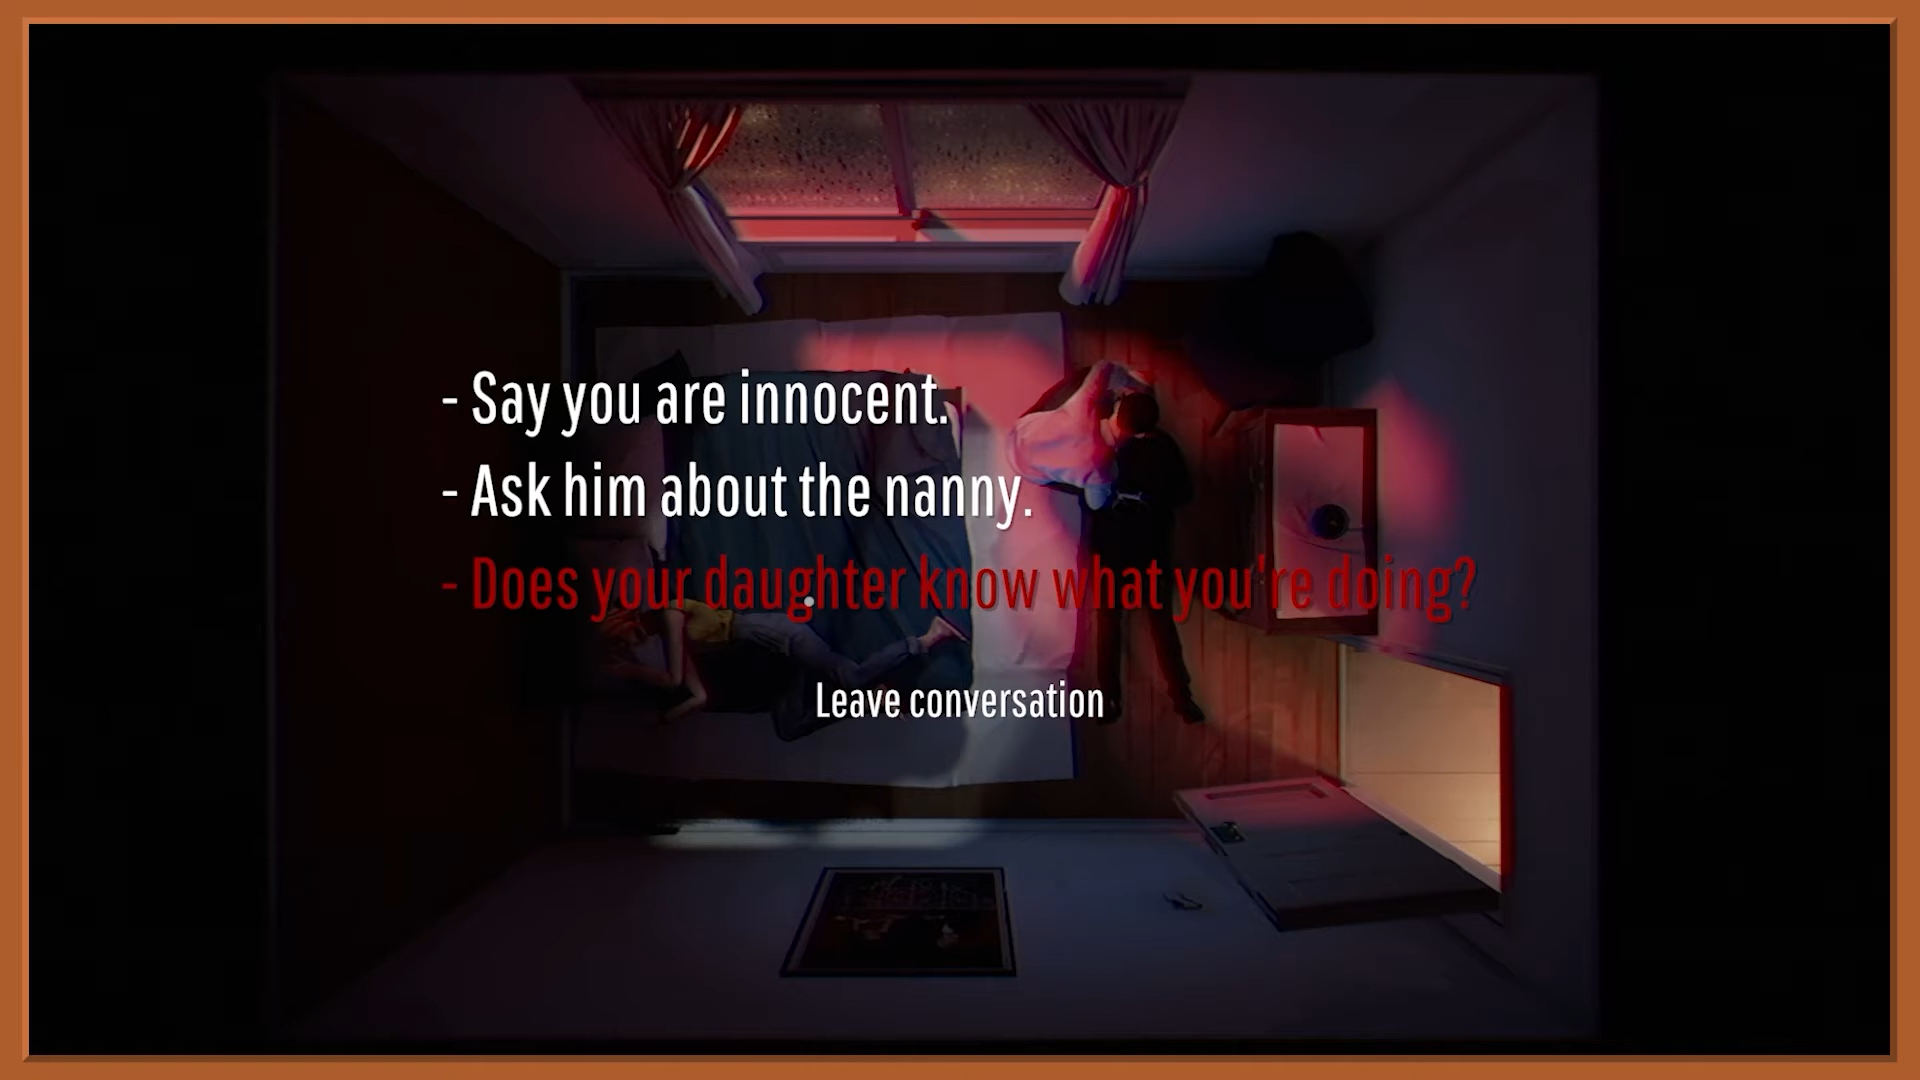 - Say you are innocent.
- Ask him about the nanny.
- Does your daughter know what you're doing?
Leave conversation